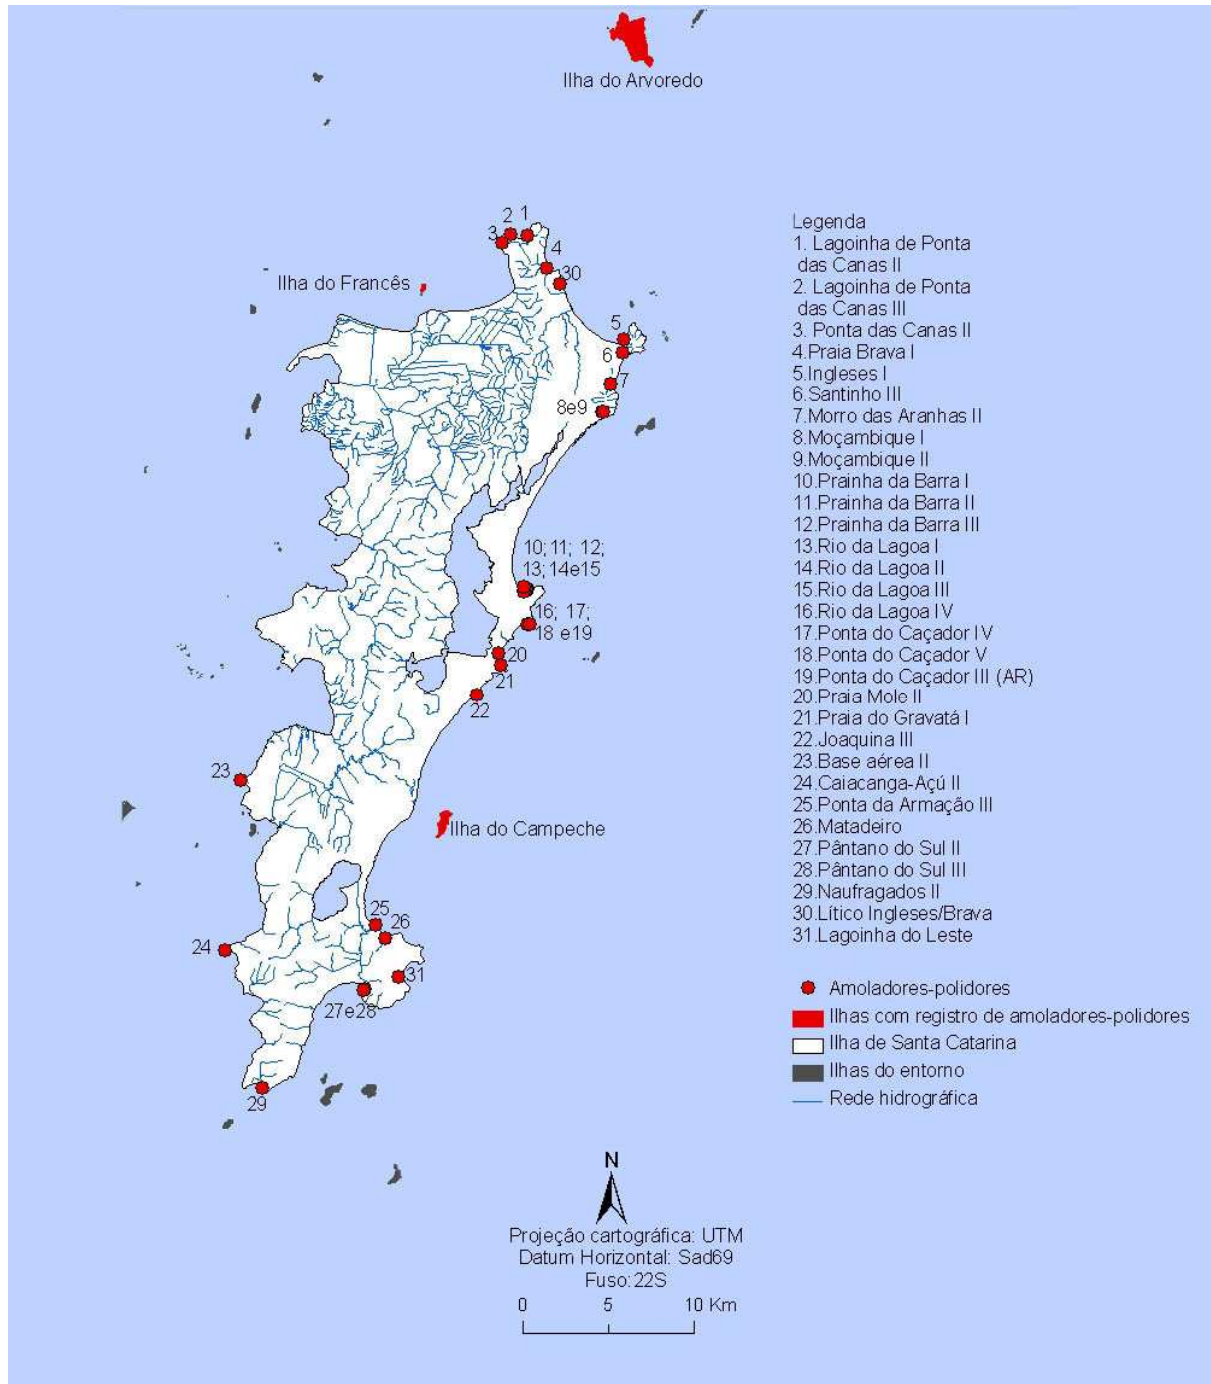 Ilha do Arvoredo
2
1
3
4
30
Ilha do Francês
5
6
7
8e9
10; 11; 12;
13; 14e15
16; 17;
18 e19
20
21
22
23
Ilha do Campeche
25
26
24
31
27e28
29
Legenda
1. Lagoinha de Ponta
das Canas II
2. Lagoinha de Ponta
das Canas III
3. Ponta das Canas II
4.Praia Brava I
5.Ingleses I
6.Santinho III
7.Morro das Aranhas II
8.Moçambique I
9.Moçambique II
10.Prainha da Barra I
11.Prainha da Barra II
12.Prainha da Barra III
13.Rio da Lagoa I
14.Rio da Lagoa II
15.Rio da Lagoa III
16.Rio da Lagoa IV
17.Ponta do Caçador IV
18.Ponta do Caçador V
19.Ponta do Caçador III (AR)
20.Praia Mole II
21.Praia do Gravatá I
22.Joaquina III
23.Base aérea II
24.Caiacanga-Açú II
25.Ponta da Armação III
26.Matadeiro
27.Pântano do Sul II
28.Pântano do Sul III
29.Naufragados II
30.Lítico Ingleses/Brava
31.Lagoinha do Leste
Amoladores-polidores
Ilhas com registro de amoladores-polidores
Ilha de Santa Catarina
Ilhas do entorno
Rede hidrográfica
N
Projeção cartográfica: UTM
Datum Horizontal: Sad69
Fuso:22S
0 5 10 Km